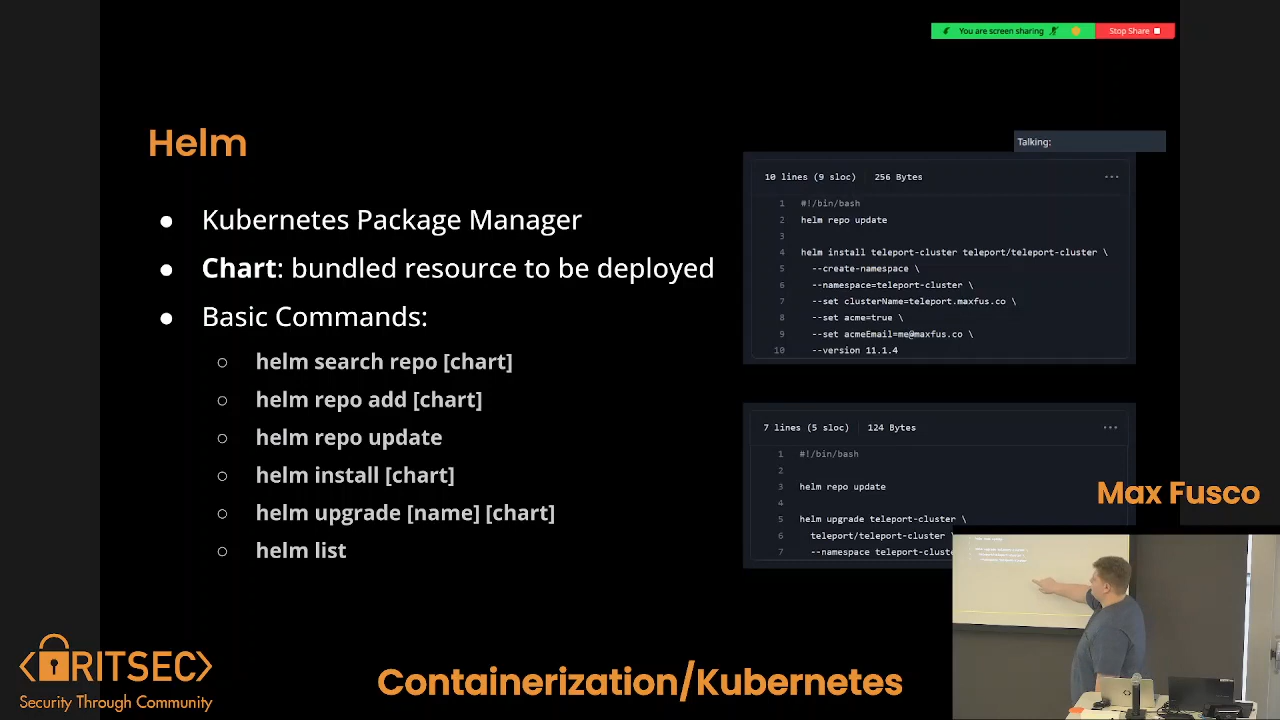 You are screen sharing
Stop Share
Helm
Talking:
● Kubernetes Package Manager
● Chart: bundled resource to be deployed
● Basic Commands:
○ helm search repo [chart]
○ helm repo add [chart]
○ helm repo update
○ helm install [chart]
○ helm upgrade [name] [chart]
○ helm list
10 lines (9 sloc) 256 Bytes
1 #!/bin/bash
2 helm repo update
3
4 helm install teleport-cluster teleport/teleport-cluster \
5 --create-namespace \
6 --namespace=teleport-cluster \
7 --set clusterName=teleport.maxfus.co \
8 --set acme=true \
9 --set acmeEmail=me@maxfus.co \
10 --version 11.1.4
7 lines (5 sloc) 124 Bytes
1 #!/bin/bash
2
3 helm repo update
4
5 helm upgrade teleport-cluster \
6 teleport/teleport-cluster \
7 --namespace teleport-cluste
Max Fusco
RITSEC
Security Through Community
Containerization/Kubernetes